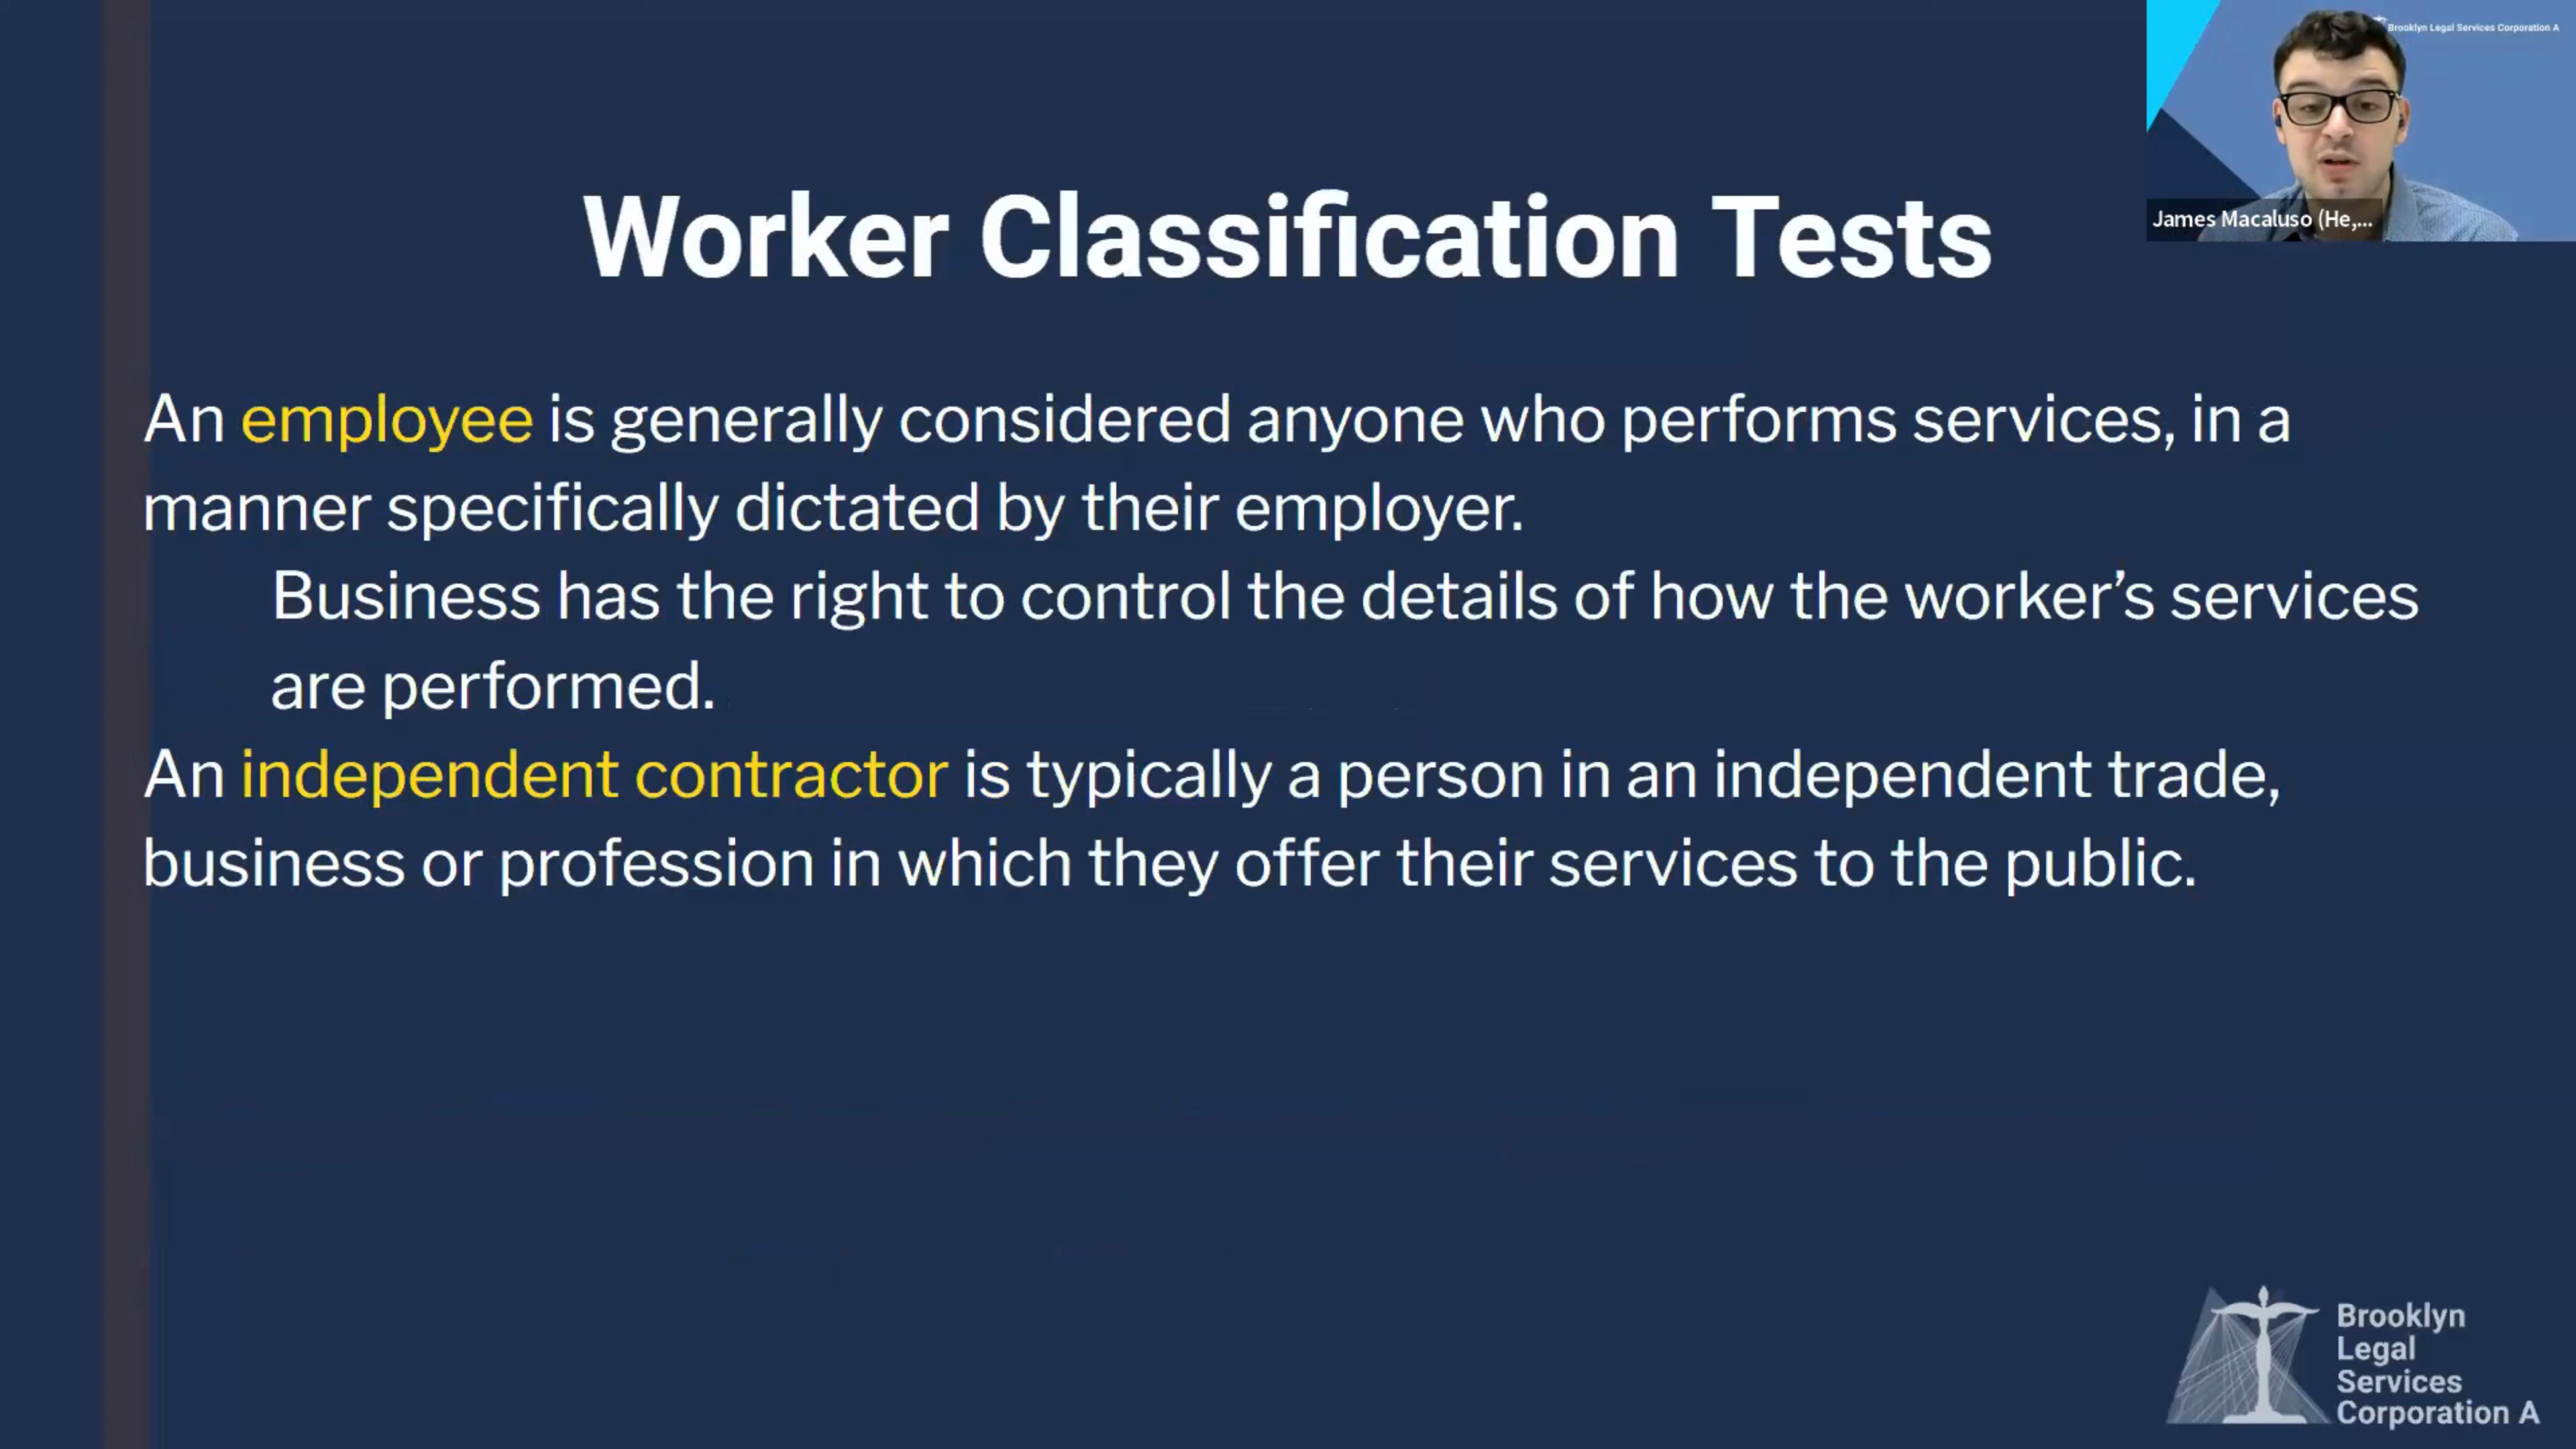 Brooklyn Legal Services Corporation A
James Macaluso (He,...
Worker Classification Tests
An employee is generally considered anyone who performs services, in a
manner specifically dictated by their employer.
Business has the right to control the details of how the worker’s services
are performed.
An independent contractor is typically a person in an independent trade,
business or profession in which they offer their services to the public.
Brooklyn
Legal
Services
Corporation A